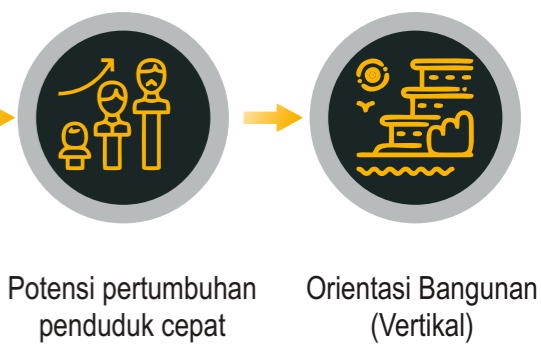 Potensi pertumbuhan
penduduk cepat
Orientasi Bangunan
(Vertikal)